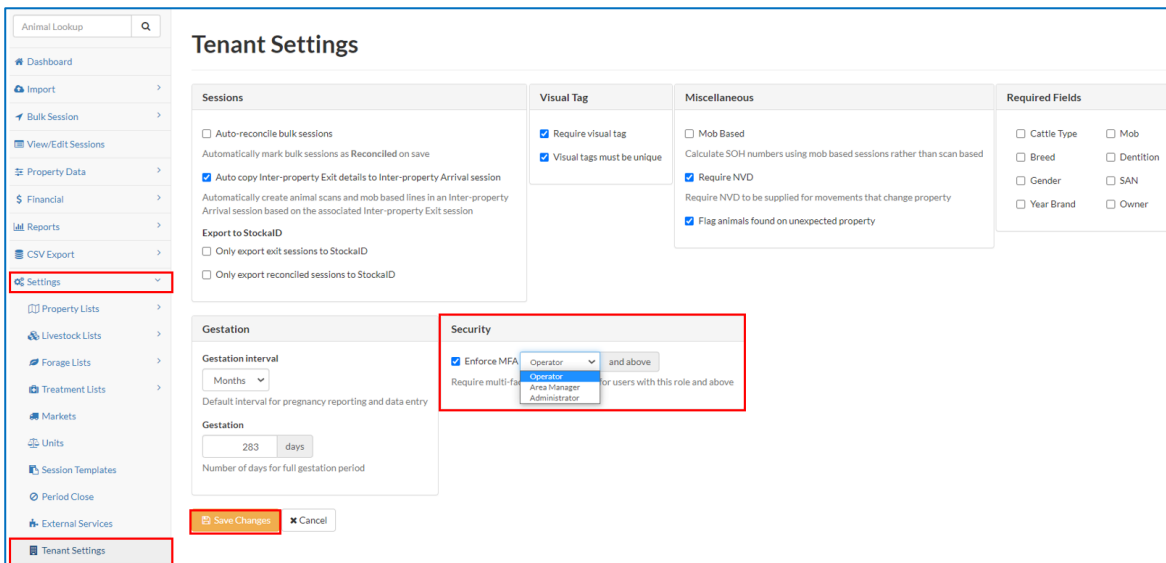 Animal Lookup
Dashboard
Import
Bulk Session
View/Edit Sessions
Property Data
Financial
Reports
CSV Export
Settings
Property Lists
Livestock Lists
Forage Lists
Treatment Lists
Markets
Units
Session Templates
Period Close
External Services
Tenant Settings
Tenant Settings
Sessions
Auto-reconcile bulk sessions
Automatically mark bulk sessions as Reconciled on save
Auto copy Inter-property Exit details to Inter-property Arrival session
Automatically create animal scans and mob based lines in an Inter-property
Arrival session based on the associated Inter-property Exit session
Export to StockaID
Only export exit sessions to StockaID
Only export reconciled sessions to StockaID
Visual Tag
Require visual tag
Visual tags must be unique
Miscellaneous
Mob Based
Calculate SOH numbers using mob based sessions rather than scan based
Require NVD
Require NVD to be supplied for movements that change property
Flag animals found on unexpected property
Required Fields
Cattle Type Mob
Breed Dentition
Gender SAN
Year Brand Owner
Gestation
Gestation interval
Months
Default interval for pregnancy reporting and data entry
Gestation
283 days
Number of days for full gestation period
Security
Enforce MFA Operator and above
Operator
Area Manager
Administrator
Require multi-fac for users with this role and above
Save Changes Cancel